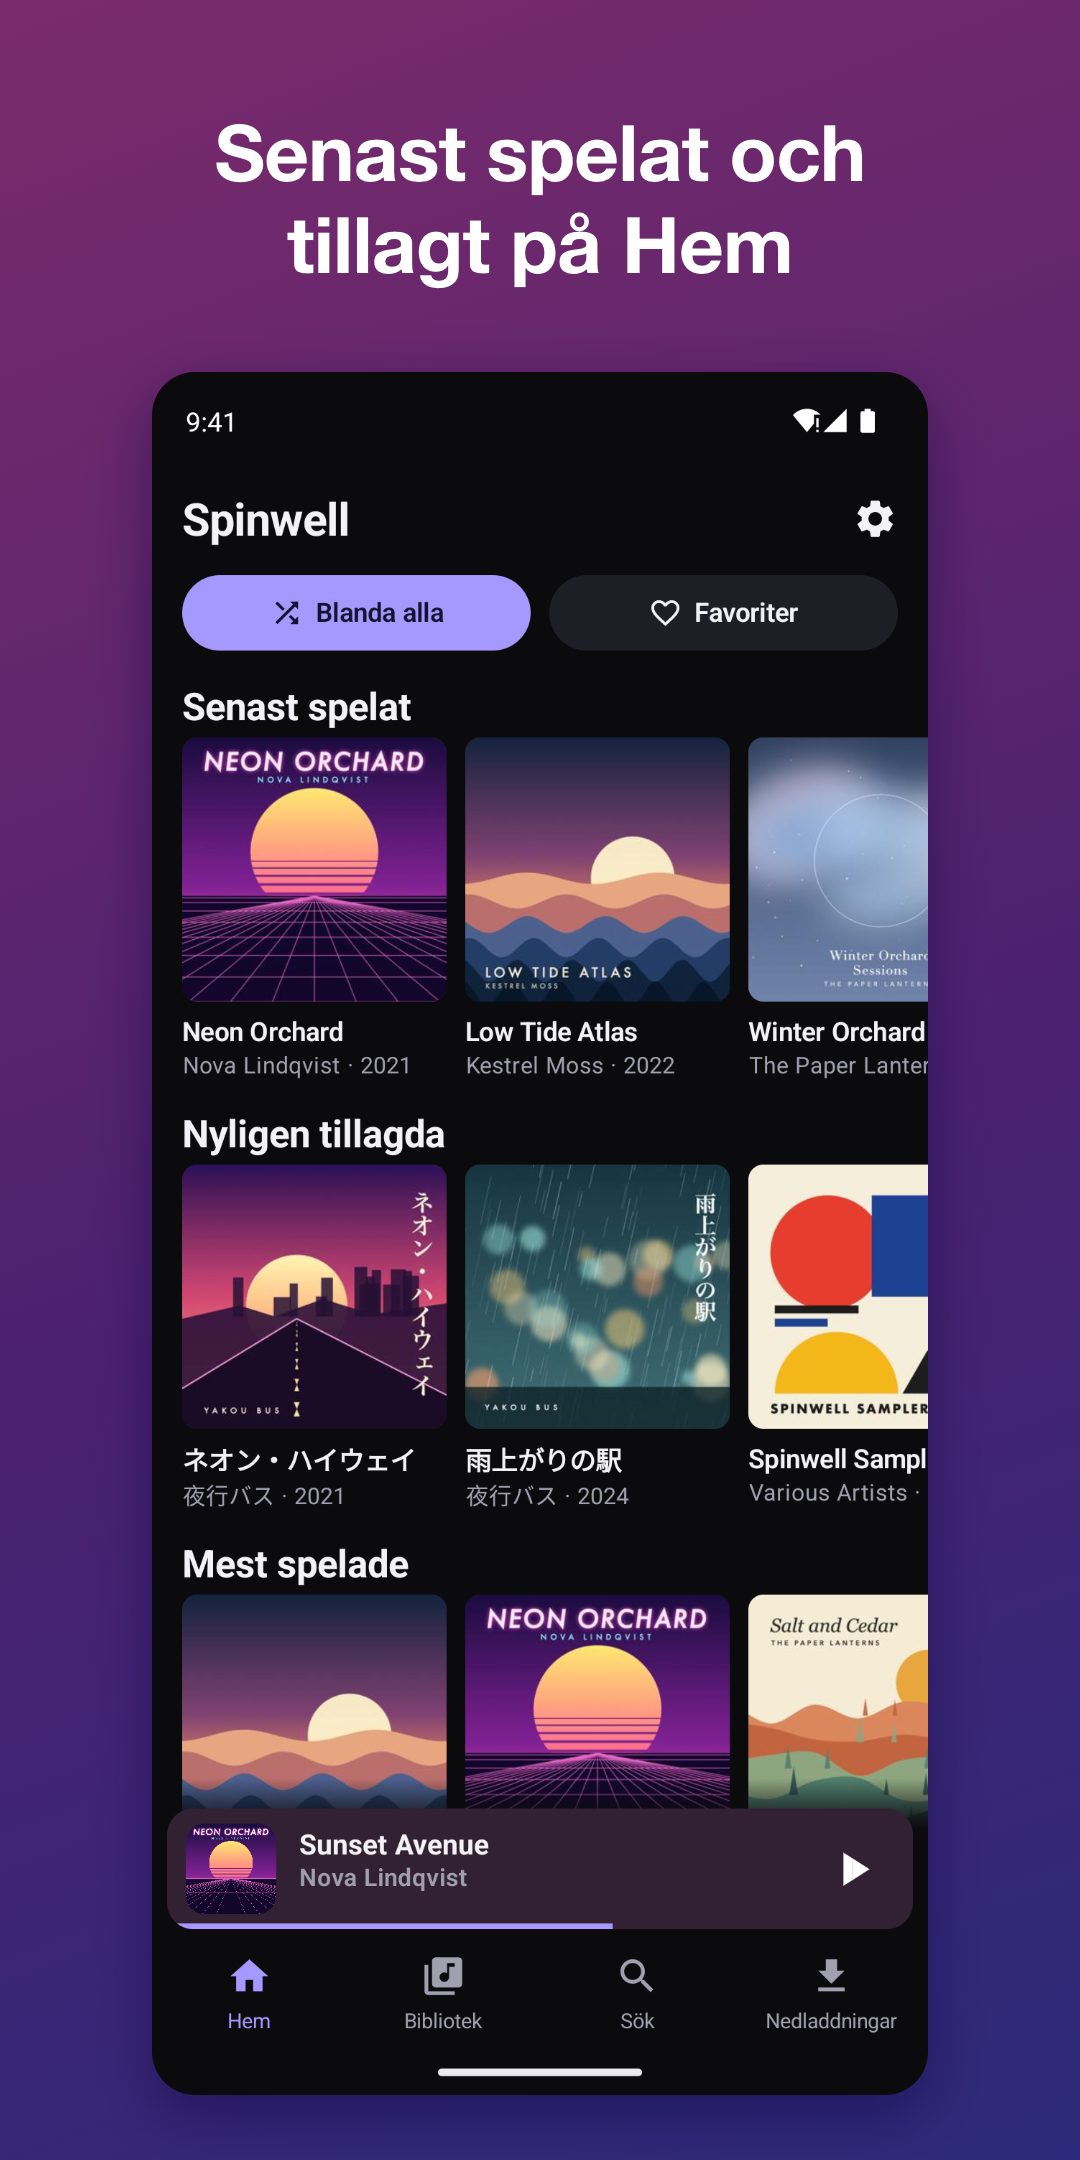 Senast spelat och
tillagt på Hem
9:41
Spinwell
Blanda alla
Favoriter
Senast spelat
NEON ORCHARD
NOVA LINDQVIST
LOW TIDE ATLAS
KESTREL MOSS
Winter Orchard
Sessions
THE PAPER LANTERN
Neon Orchard
Nova Lindqvist · 2021
Low Tide Atlas
Kestrel Moss · 2022
Winter Orchard
The Paper Lanter
Nyligen tillagda
ネオン・ハイウェイ
YAKOU BUS
雨上がりの駅
YAKOU BUS
SPINWELL SAMPLER
ネオン・ハイウェイ
夜行バス · 2021
雨上がりの駅
夜行バス · 2024
Spinwell Sampl
Various Artists ·
Mest spelade
NEON ORCHARD
NOVA LINDQVIST
Salt and Cedar
THE PAPER LANTERNS
NEON ORCHARD
Sunset Avenue
Nova Lindqvist
Hem
Bibliotek
Sök
Nedladdningar